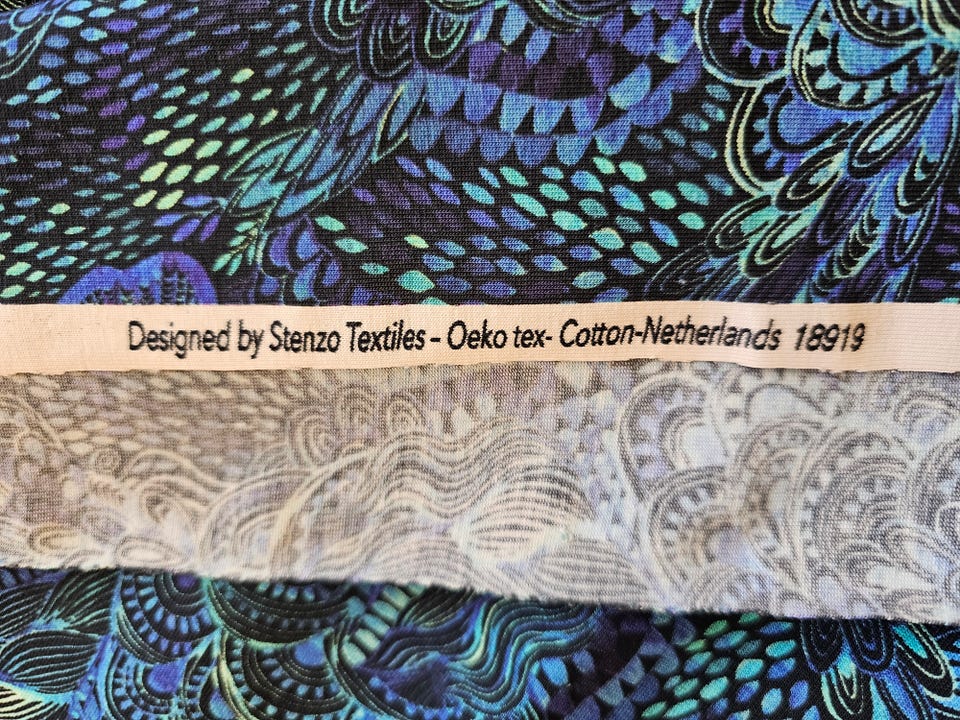 Designed by Stenzo Textiles - Oeko tex- Cotton-Netherlands 18919